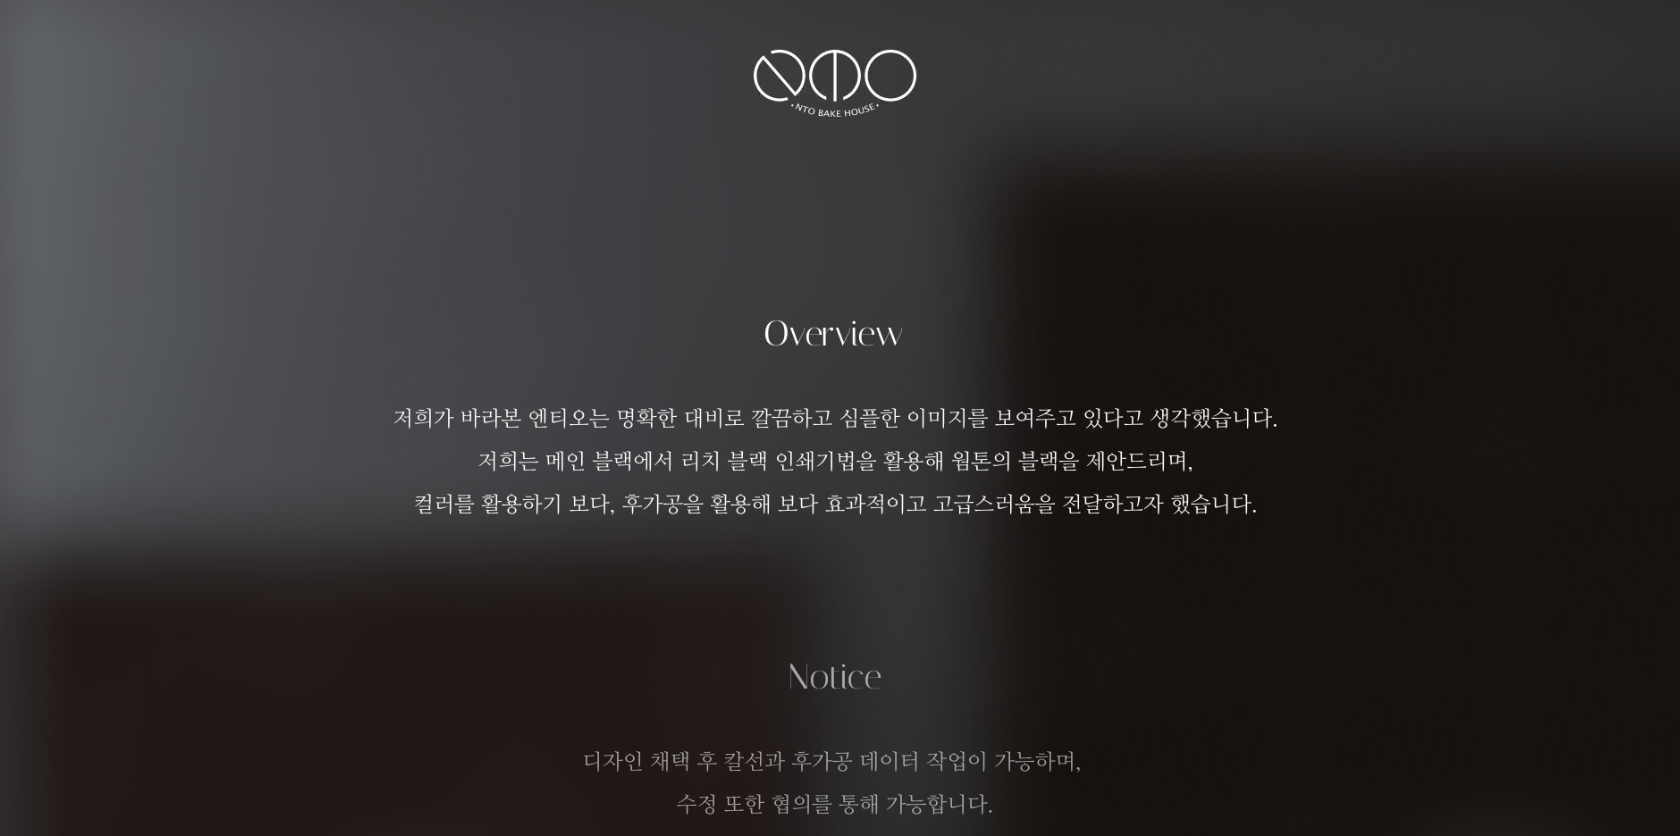 NTO
• NTO BAKE HOUSE •
Overview
저희가 바라본 엔티오는 명확한 대비로 깔끔하고 심플한 이미지를 보여주고 있다고 생각했습니다.
저희는 메인 블랙에서 리치 블랙 인쇄기법을 활용해 웜톤의 블랙을 제안드리며,
컬러를 활용하기 보다, 후가공을 활용해 보다 효과적이고 고급스러움을 전달하고자 했습니다.
Notice
디자인 채택 후 칼선과 후가공 데이터 작업이 가능하며,
수정 또한 협의를 통해 가능합니다.